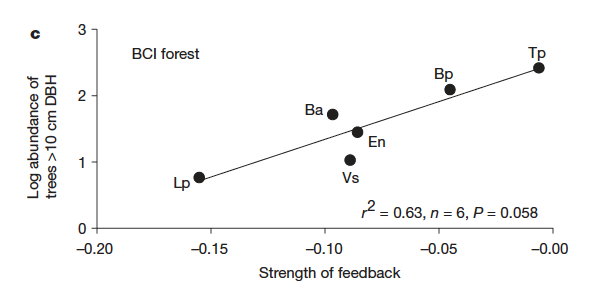 c
BCI forest
Log abundance of
trees >10 cm DBH
3
2
1
0
Tp
Bp
Ba
En
Vs
Lp
r² = 0.63, n = 6, P = 0.058
–0.20 –0.15 –0.10 –0.05 –0.00
Strength of feedback